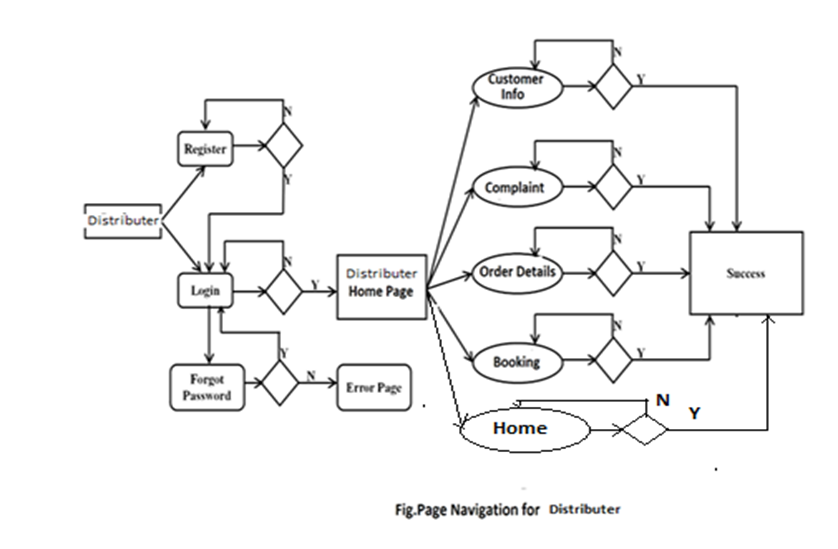 N
Customer
Info
Y
N
Register
Y
N
Complaint
Y
Distributer
N
Order Details
Y
Success
N
Login
Y
Distributer
Home Page
N
Booking
Y
Y
Forgot
Password
N
Error Page
N
Y
Home
Fig.Page Navigation for Distributer